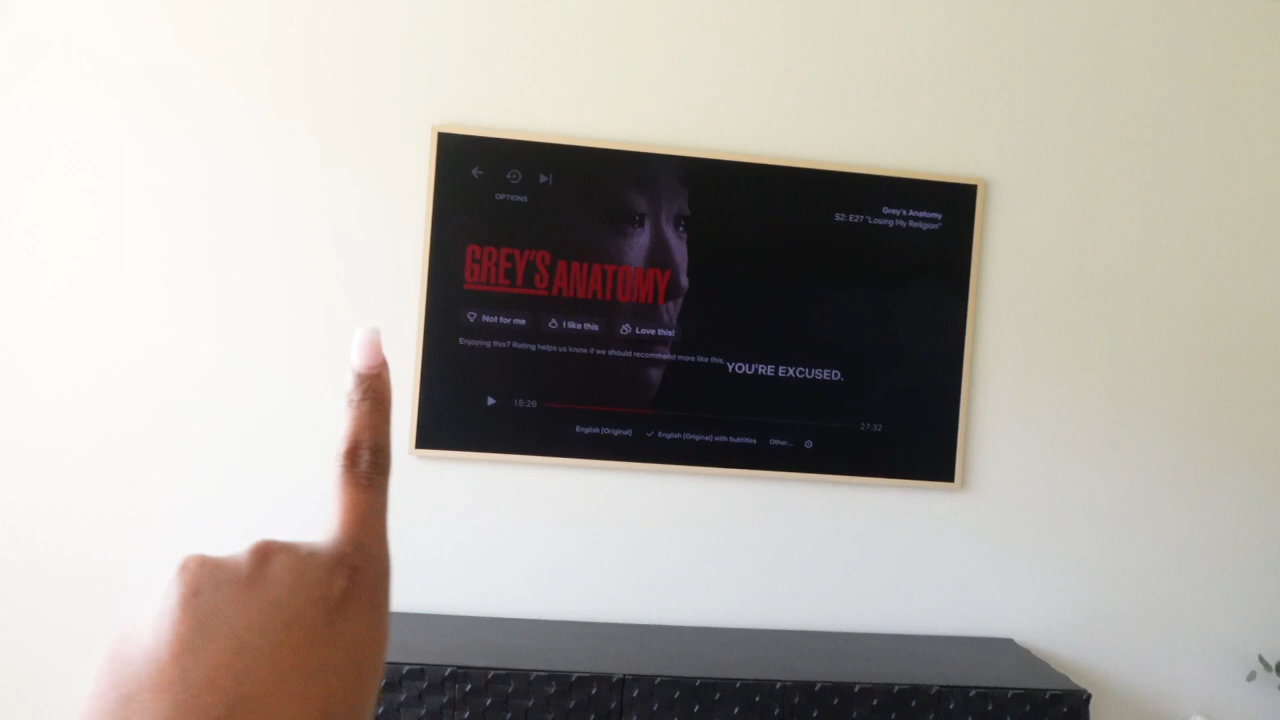 OPTIONS
Grey's Anatomy
S2: E27 "Losing My Religion"
GREY'S ANATOMY
Not for me
I like this
Love this!
Enjoying this? Rating helps us know if we should recommend more like this.
YOU'RE EXCUSED.
15:26
27:32
English [Original]
English [Original] with Subtitles
Other...